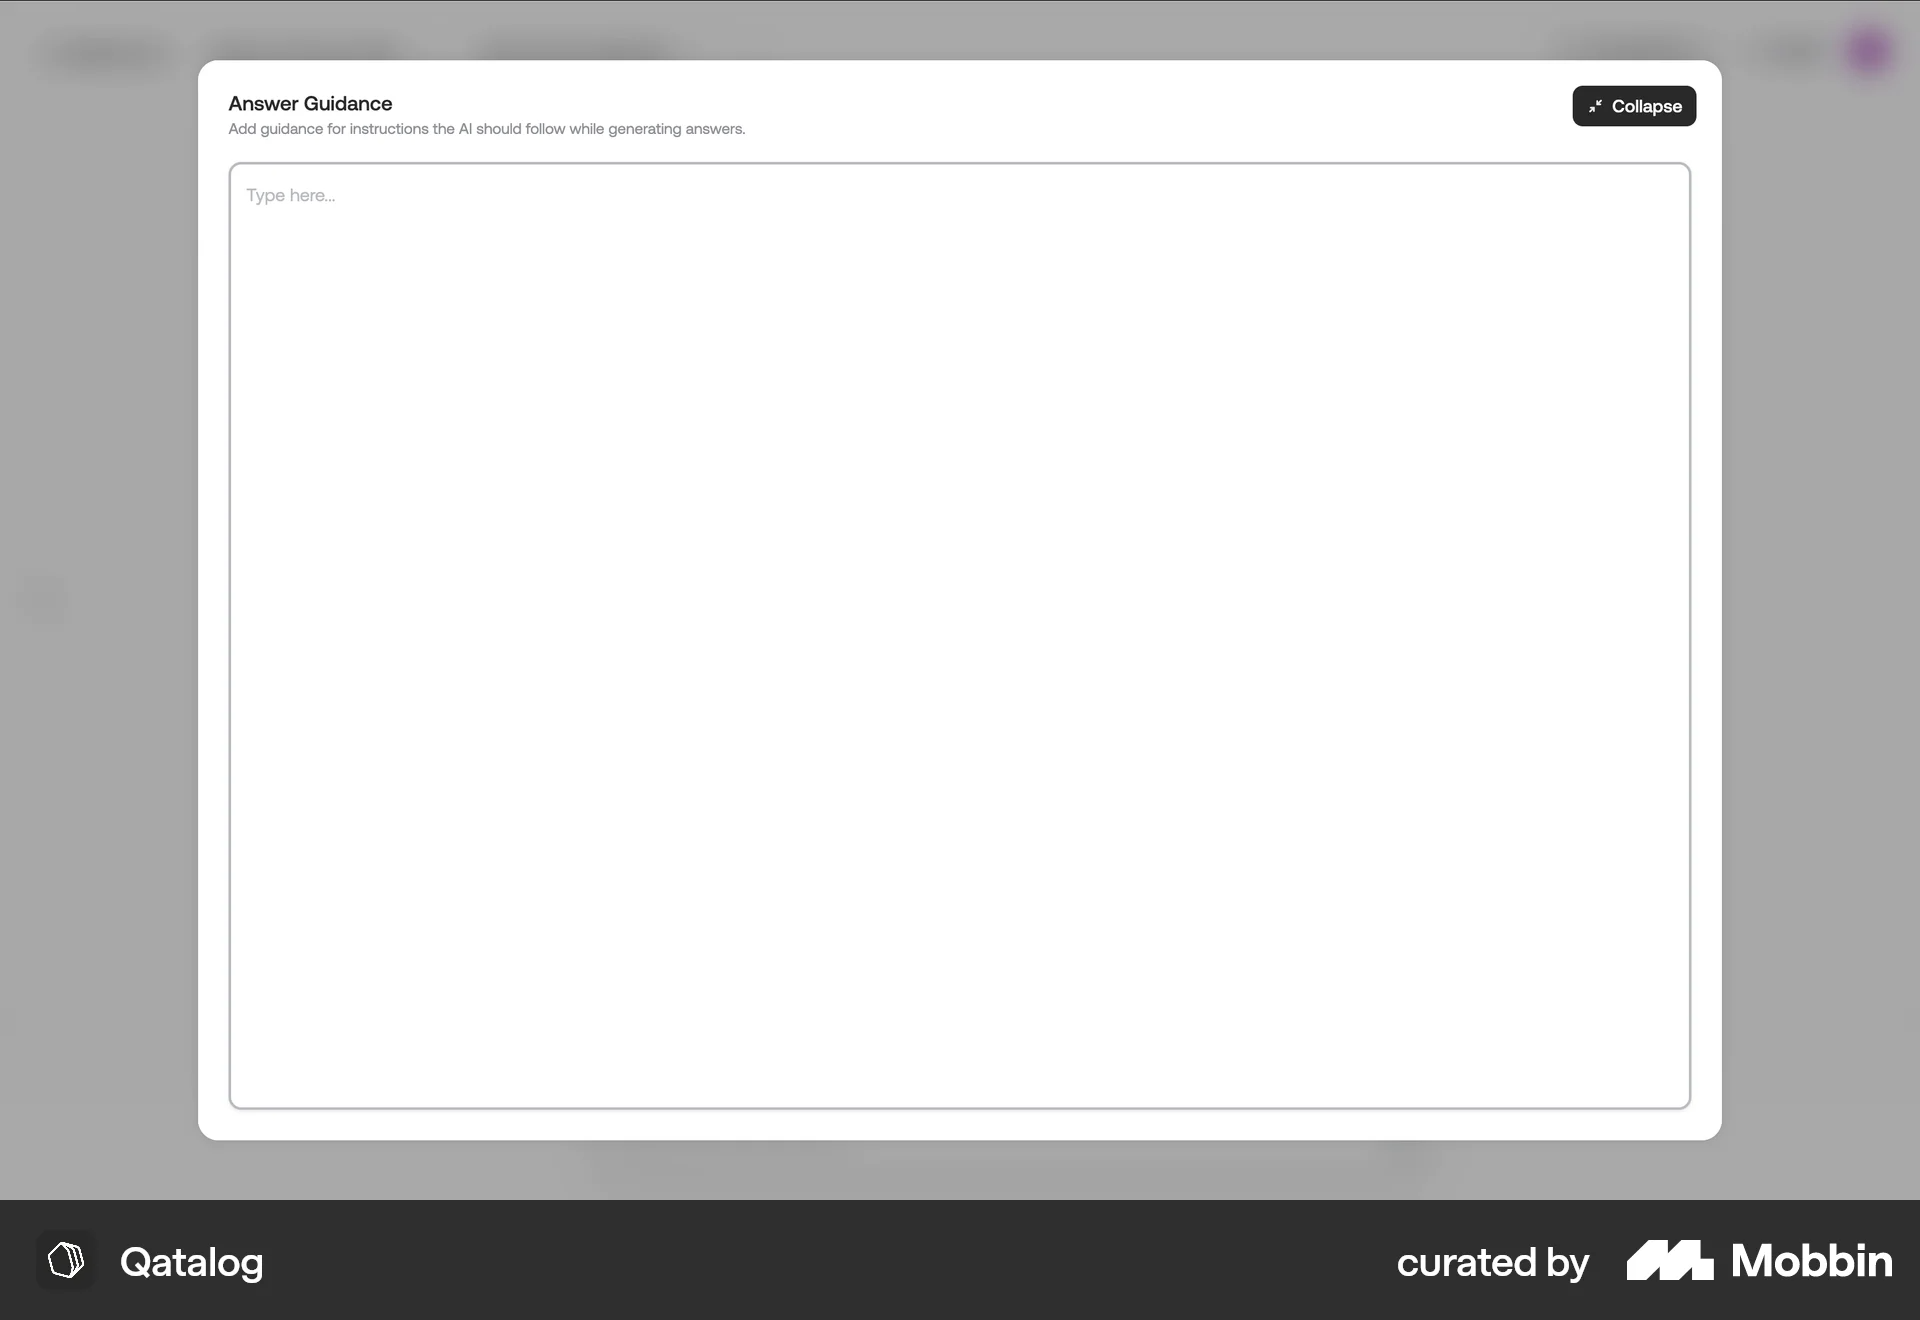 Answer Guidance
Add guidance for instructions the AI should follow while generating answers.
Collapse
Type here...
Qatalog
curated by Mobbin